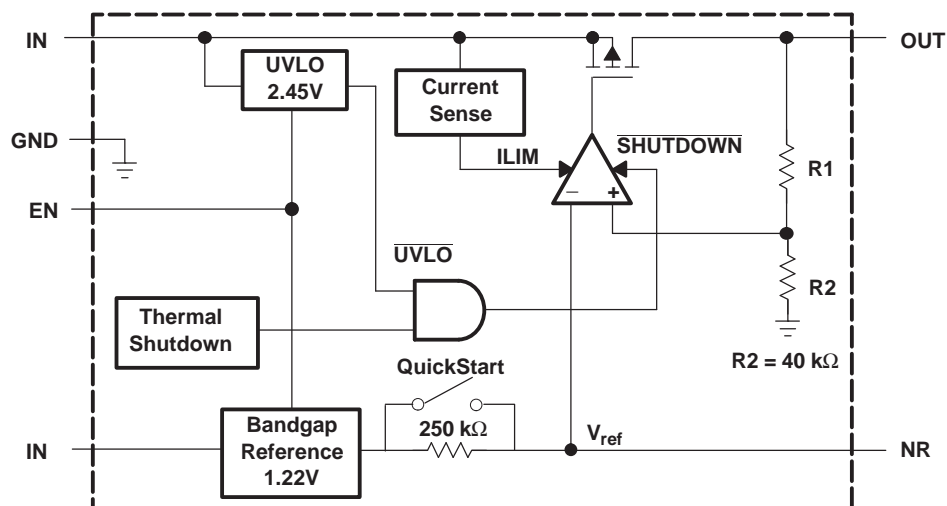 IN
OUT
UVLO
2.45V
Current
Sense
GND
SHUTDOWN
ILIM
R1
− +
EN
UVLO
R2
Thermal
Shutdown
R2 = 40 kΩ
QuickStart
Bandgap
Reference
1.22V
250 kΩ
Vref
IN
NR